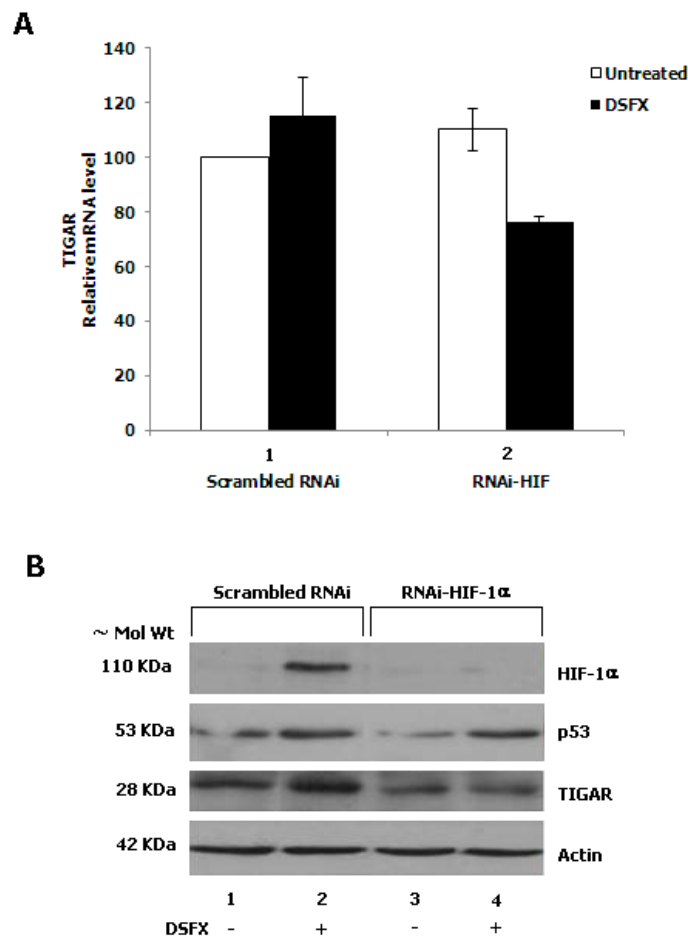 A
140
120
100
80
60
40
20
0
TIGAR
Relative mRNA level
Untreated
DSFX
1
2
Scrambled RNAi
RNAi-HIF
B
Scrambled RNAi
RNAi-HIF-1α
~ Mol Wt
110 KDa
HIF-1α
53 KDa
p53
28 KDa
TIGAR
42 KDa
Actin
1 2 3 4
DSFX - + - +